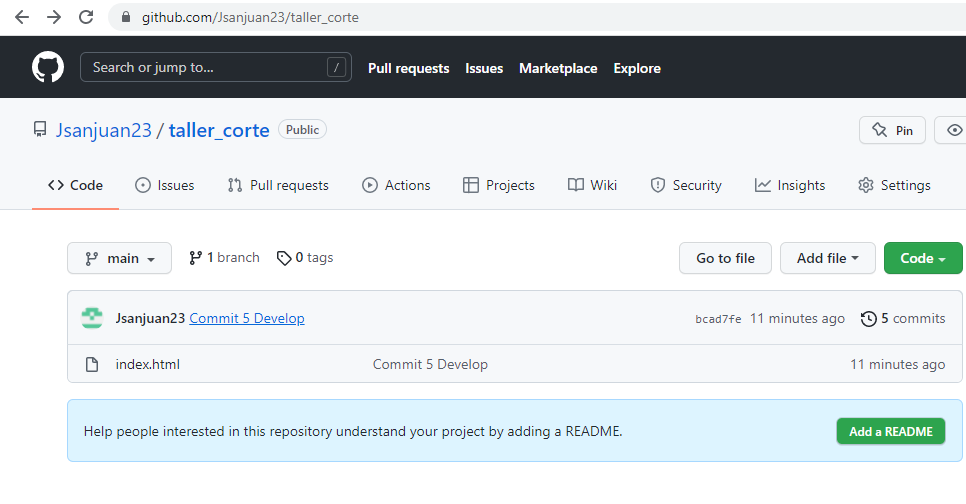 github.com/Jsanjuan23/taller_corte
Search or jump to... / Pull requests Issues Marketplace Explore
Jsanjuan23 / taller_corte Public Pin
Code Issues Pull requests Actions Projects Wiki Security Insights Settings
main 1 branch 0 tags Go to file Add file Code
Jsanjuan23 Commit 5 Develop bcad7fe 11 minutes ago 5 commits
index.html Commit 5 Develop 11 minutes ago
Help people interested in this repository understand your project by adding a README. Add a README